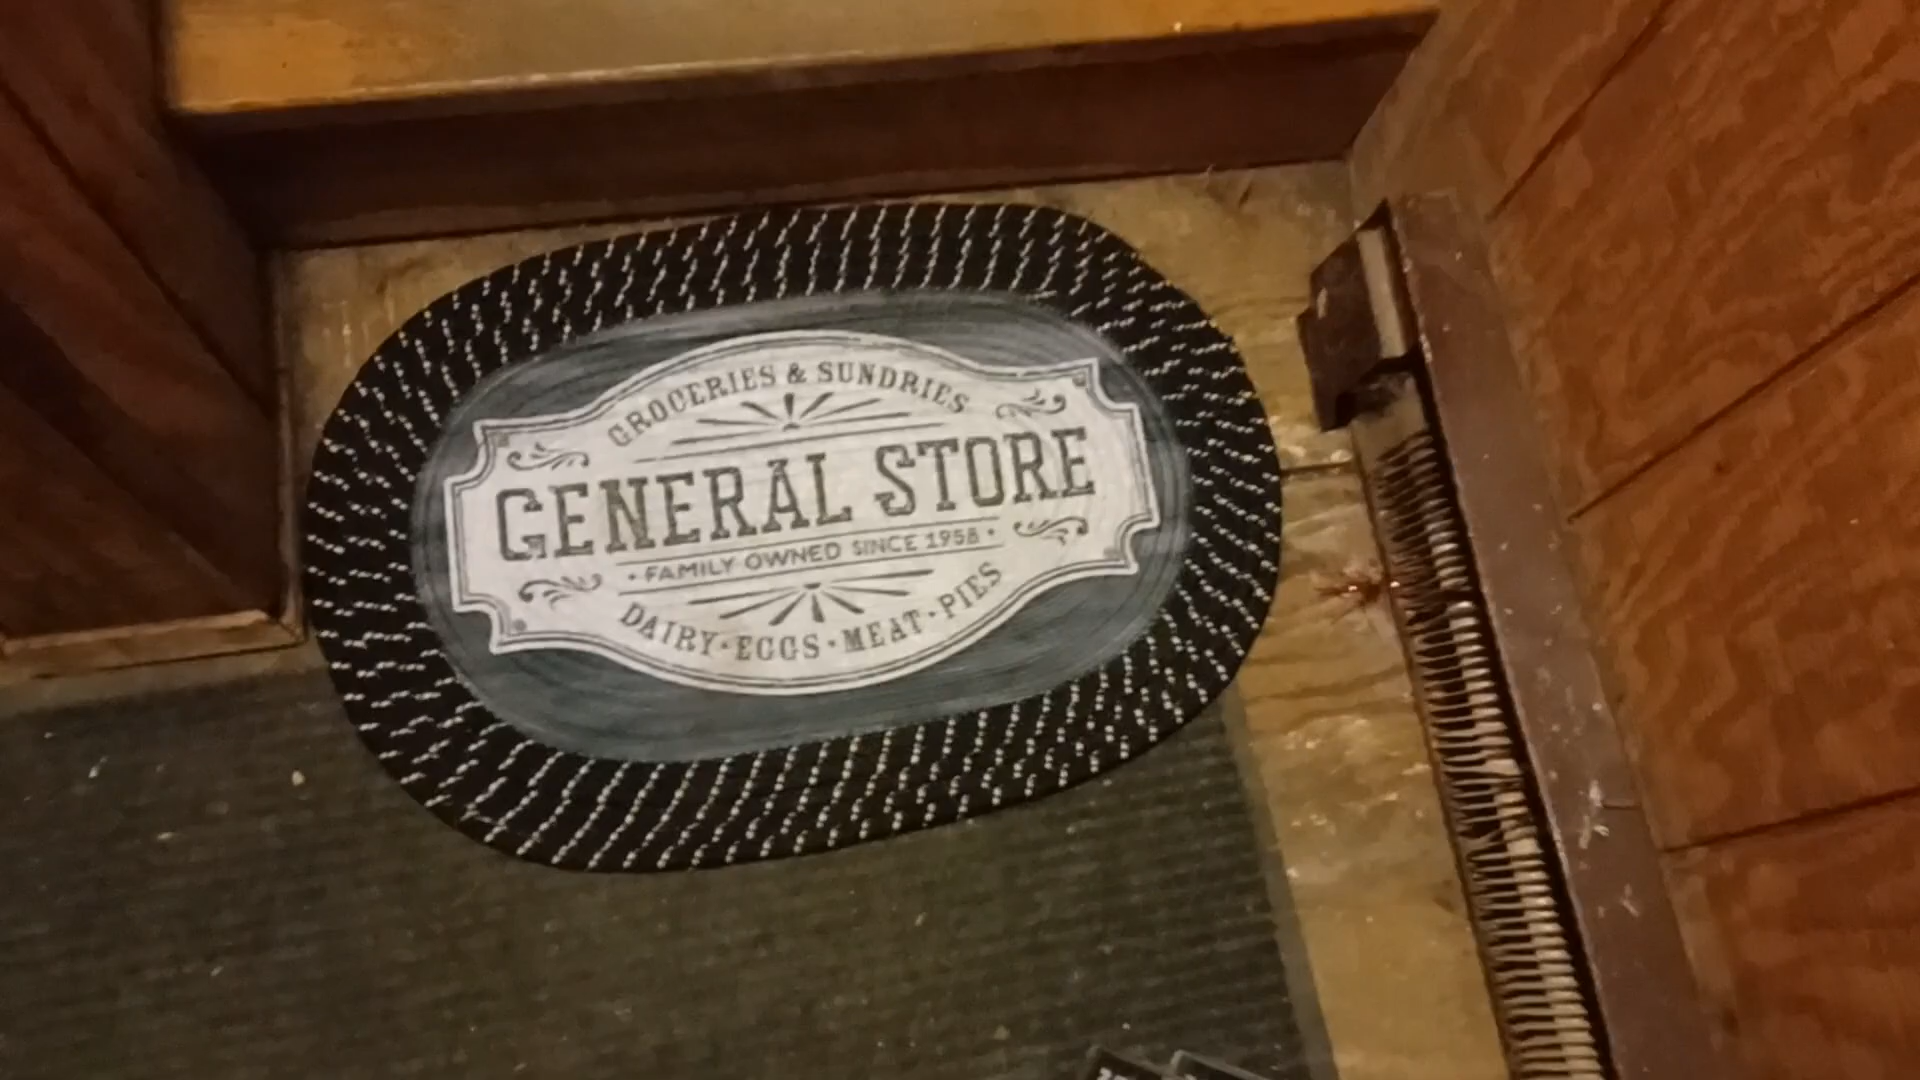 GROCERIES & SUNDRIES
GENERAL STORE
• FAMILY OWNED SINCE 1958 •
DAIRY • EGGS • MEAT • PIES